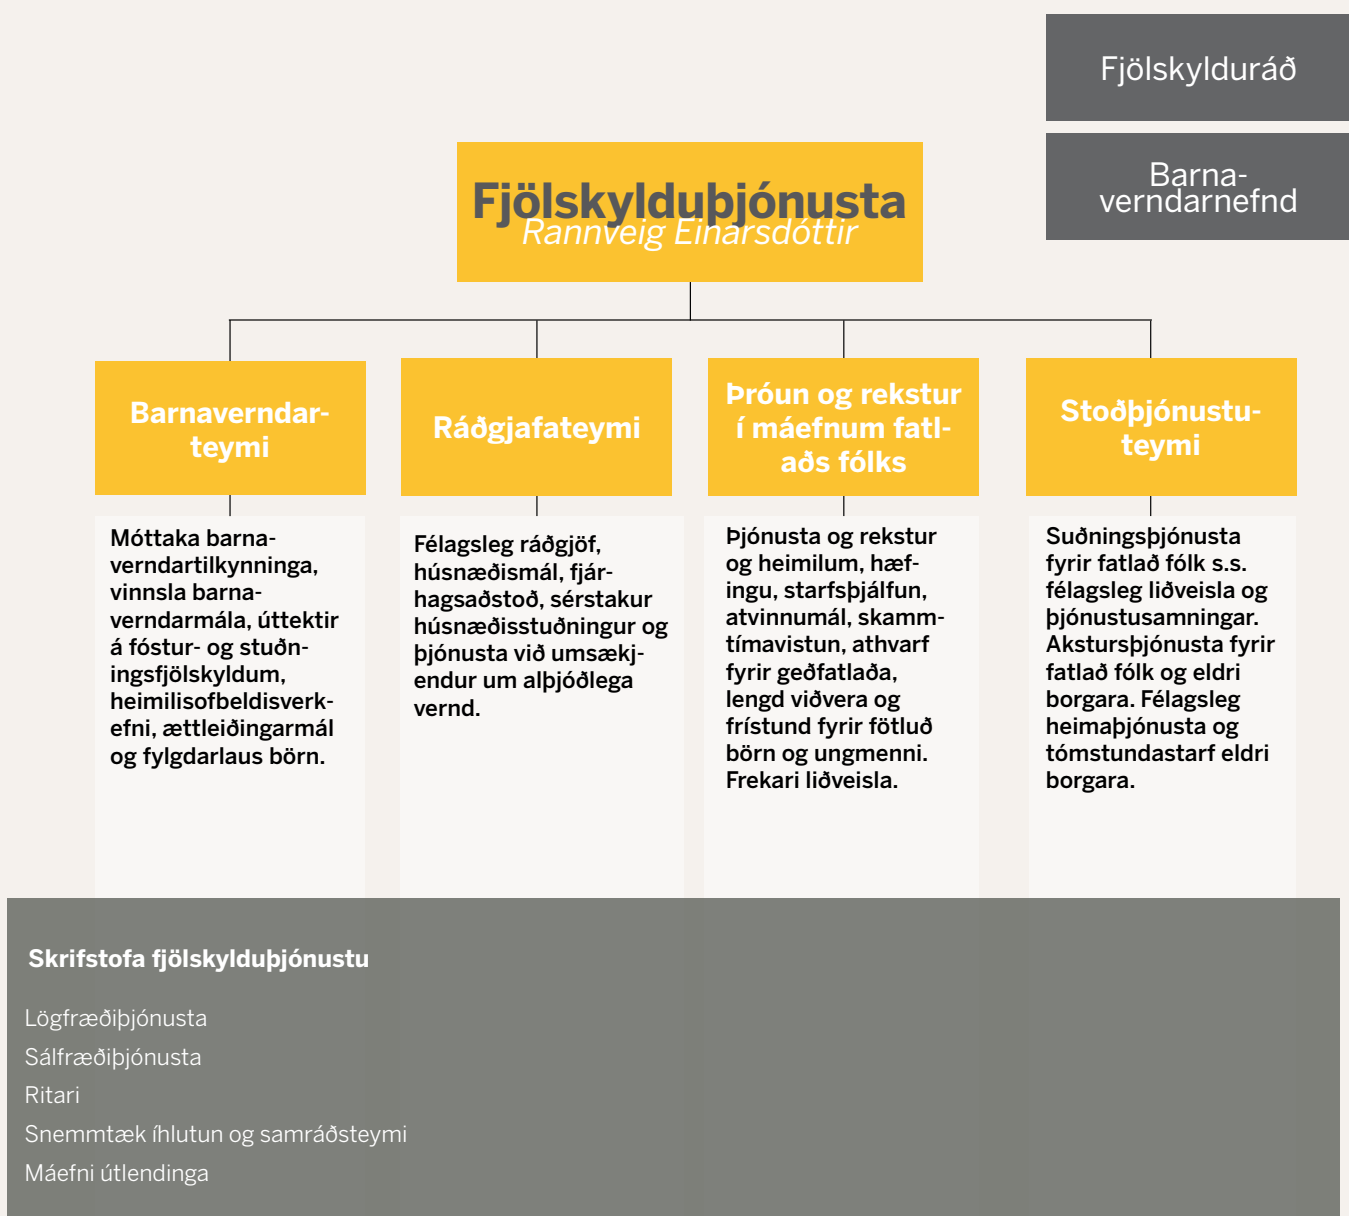 Fjölskylduráð
Barna-
verndarnefnd
Fjölskylduþjónusta
Rannveig Einarsdóttir
Barnaverndar-
teymi
Ráðgjafateymi
Þróun og rekstur
í máefnum fatl-
aðs fólks
Stoðþjónustu-
teymi
Móttaka barna-
verndartilkynninga,
vinnsla barna-
verndarmála, úttektir
á fóstur- og stuðn-
ingsfjölskyldum,
heimilisofbeldisverk-
efni, ættleiðingarmál
og fylgdarlaus börn.
Félagsleg ráðgjöf,
húsnæðismál, fjár-
hagsaðstoð, sérstakur
húsnæðisstuðningur og
þjónusta við umsækj-
endur um alþjóðlega
vernd.
Þjónusta og rekstur
og heimilum, hæf-
ingu, starfsþjálfun,
atvinnumál, skamm-
tímavistun, athvarf
fyrir geðfatlaða,
lengd viðvera og
frístund fyrir fötluð
börn og ungmenni.
Frekari liðveisla.
Suðningsþjónusta
fyrir fatlað fólk s.s.
félagsleg liðveisla og
þjónustusamningar.
Akstursþjónusta fyrir
fatlað fólk og eldri
borgara. Félagsleg
heimaþjónusta og
tómstundastarf eldri
borgara.
Skrifstofa fjölskylduþjónustu
Lögfræðiþjónusta
Sálfræðiþjónusta
Ritari
Snemmtæk íhlutun og samráðsteymi
Máefni útlendinga